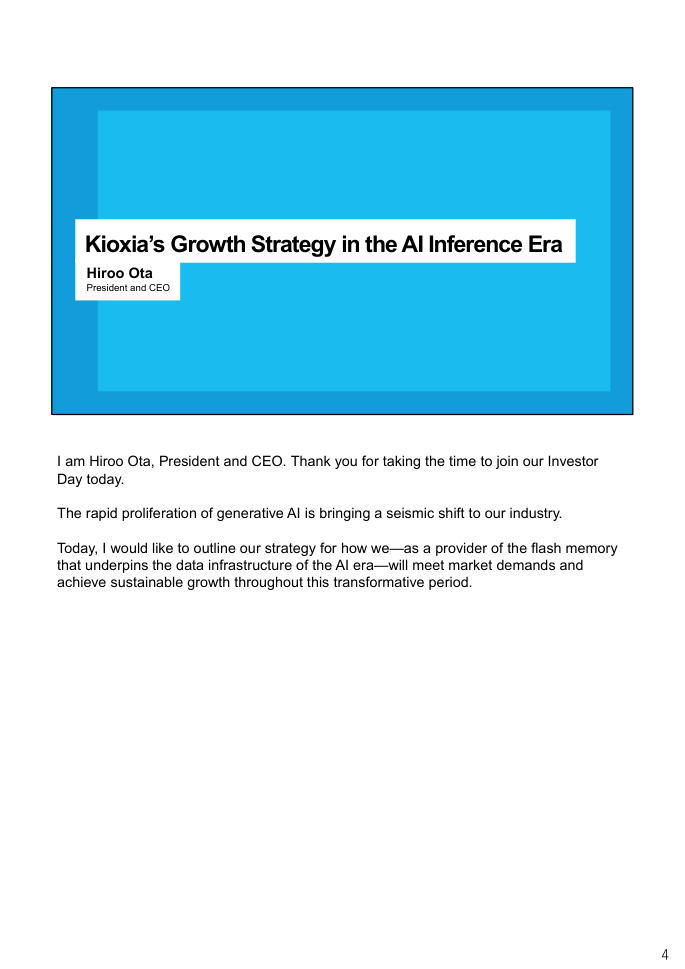 Kioxia’s Growth Strategy in the AI Inference Era
Hiroo Ota
President and CEO
I am Hiroo Ota, President and CEO. Thank you for taking the time to join our Investor
Day today.
The rapid proliferation of generative AI is bringing a seismic shift to our industry.
Today, I would like to outline our strategy for how we—as a provider of the flash memory
that underpins the data infrastructure of the AI era—will meet market demands and
achieve sustainable growth throughout this transformative period.
4